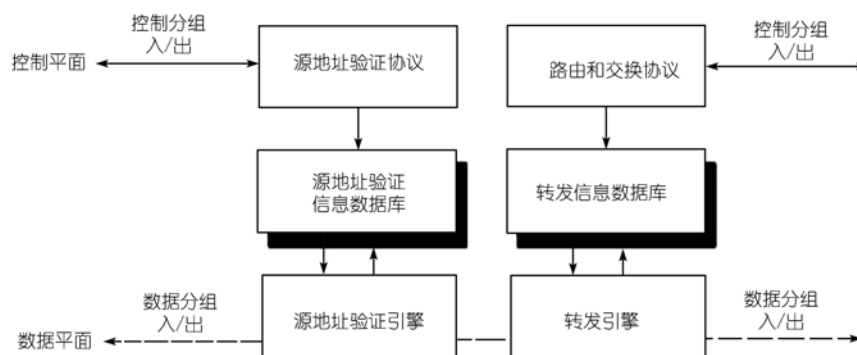 控制分组
入/出
控制平面
源地址验证协议
路由和交换协议
控制分组
入/出
源地址验证
信息数据库
转发信息数据库
数据分组
入/出
数据平面
源地址验证引擎
转发引擎
数据分组
入/出